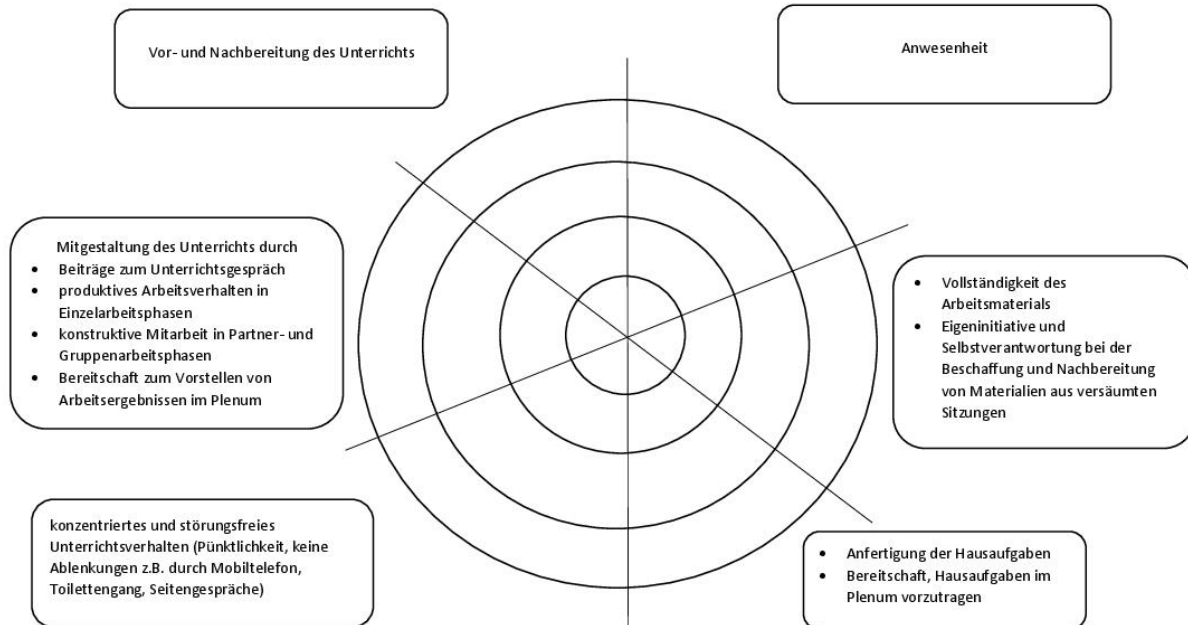 Vor- und Nachbereitung des Unterrichts
Anwesenheit
Mitgestaltung des Unterrichts durch
• Beiträge zum Unterrichtsgespräch
• produktives Arbeitsverhalten in
Einzelarbeitsphasen
• konstruktive Mitarbeit in Partner- und
Gruppenarbeitsphasen
• Bereitschaft zum Vorstellen von
Arbeitsergebnissen im Plenum
• Vollständigkeit des
Arbeitsmaterials
• Eigeninitiative und
Selbstverantwortung bei der
Beschaffung und Nachbereitung
von Materialien aus versäumten
Sitzungen
konzentriertes und störungsfreies
Unterrichtsverhalten (Pünktlichkeit, keine
Ablenkungen z.B. durch Mobiltelefon,
Toilettengang, Seitengespräche)
• Anfertigung der Hausaufgaben
• Bereitschaft, Hausaufgaben im
Plenum vorzutragen